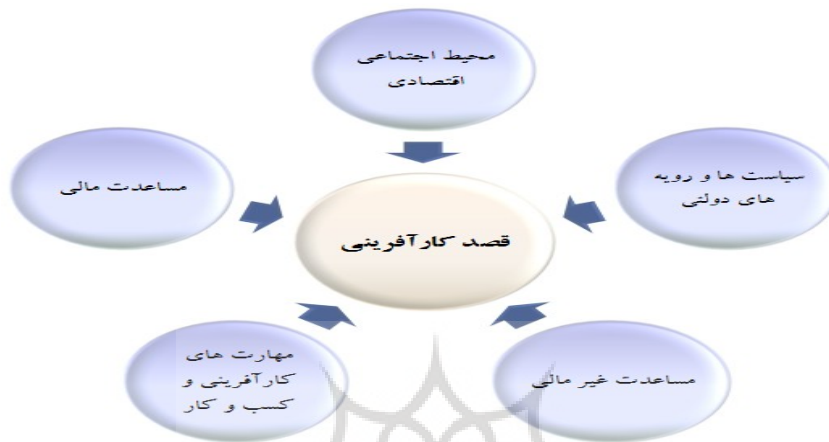 محیط اجتماعی
اقتصادی
سیاست ها و رویه
های دولتی
مساعدت مالی
قصد کارآفرینی
مهارت های
کارآفرینی و
کسب و کار
مساعدت غیر مالی